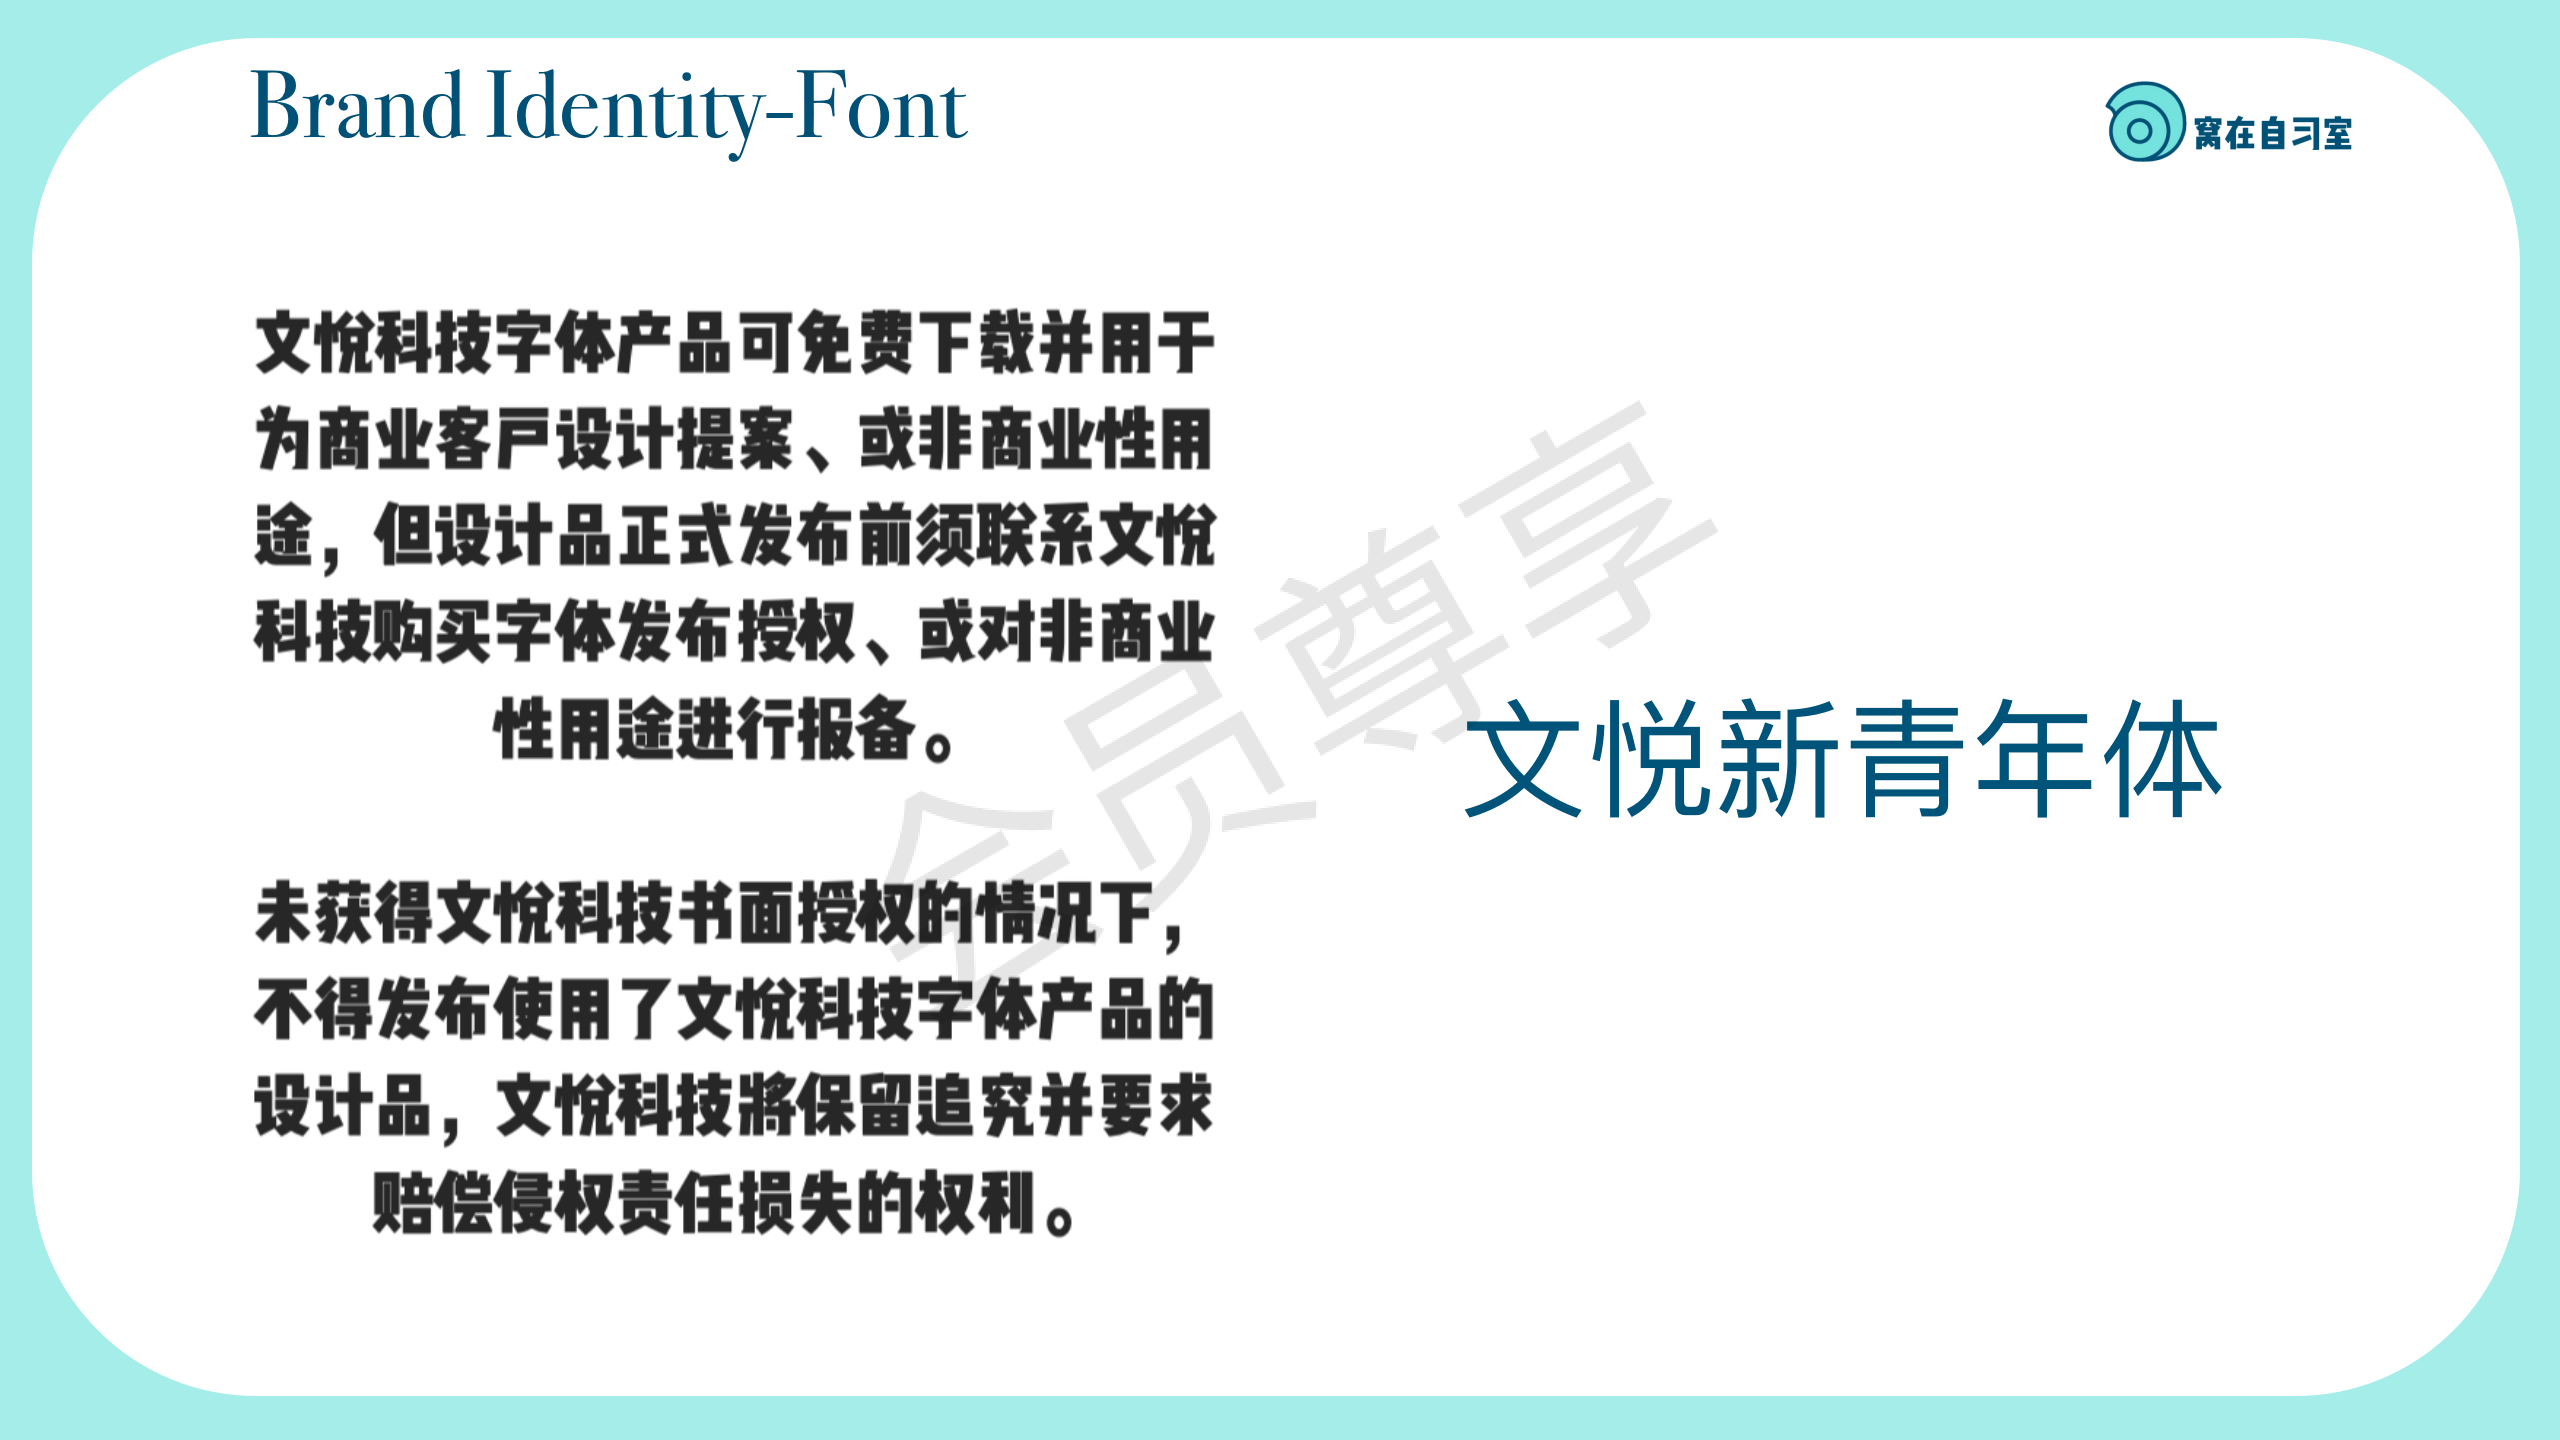 Brand Identity-Font
窝在自习室
文悦科技字体产品可免费下载并用于
为商业客戸设计提案、或非商业性用
途，但设计品正式发布前须联系文悦
科技购买字体发布授权、或对非商业
性用途进行报备。
未获得文悦科技书面授权的情况下，
不得发布使用了文悦科技字体产品的
设计品，文悦科技將保留追究并要求
赔偿侵权责任损失的权利。
文悦新青年体
会员尊享